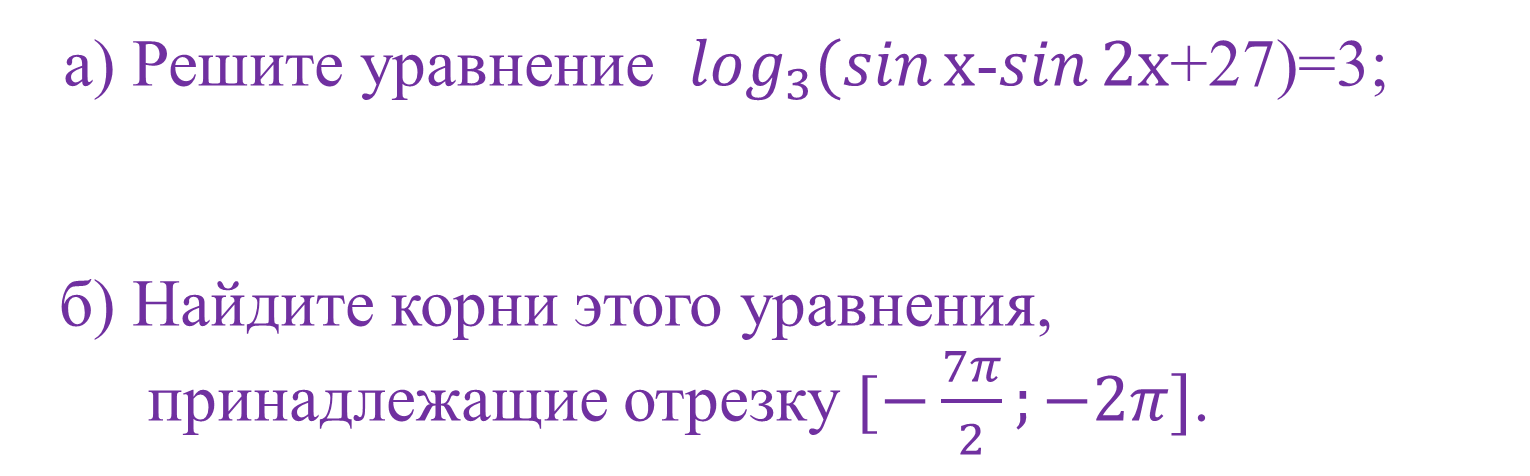 а) Решите уравнение log₃(sin x-sin 2x+27)=3;
б) Найдите корни этого уравнения,
принадлежащие отрезку [−7π/2; −2π].